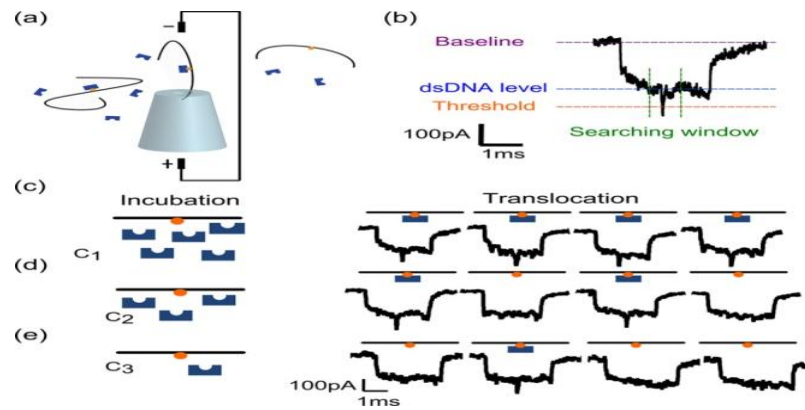 (a)
−
+
(b)
Baseline
dsDNA level
Threshold
100pA
1ms
Searching window
(c)
Incubation
Translocation
C1
(d)
C2
(e)
C3
100pA
1ms